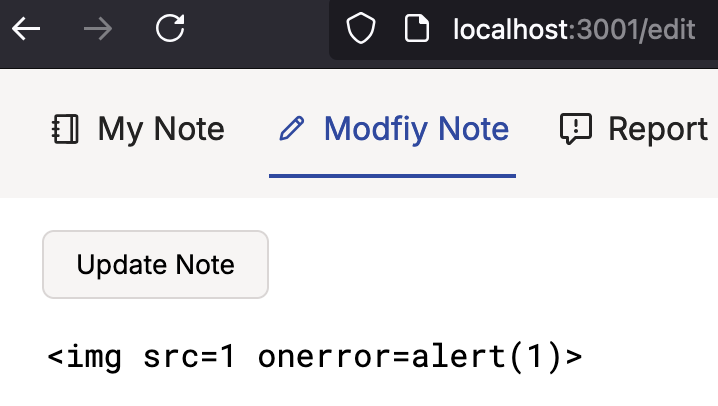 localhost:3001/edit
My Note Modfiy Note Report
Update Note
<img src=1 onerror=alert(1)>